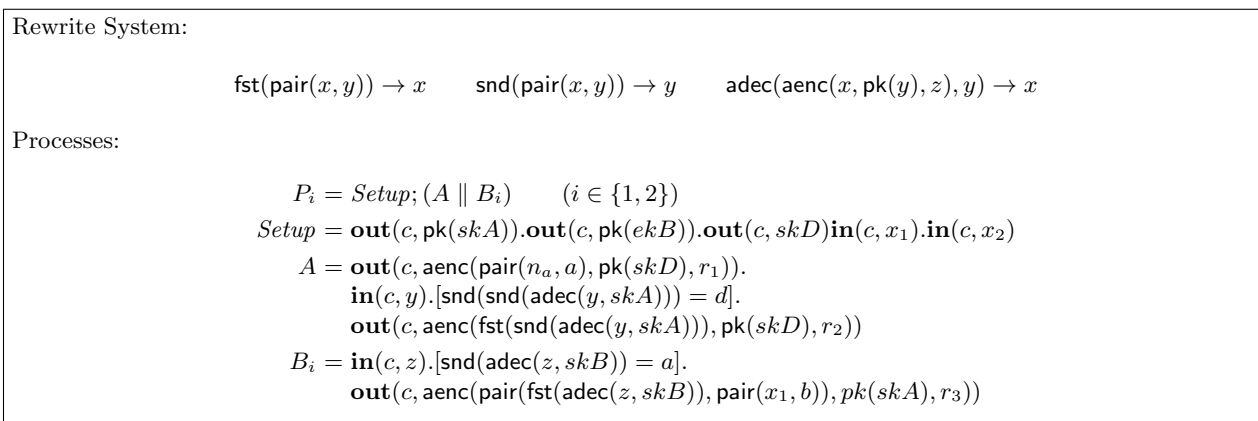 Rewrite System:
fst(pair(x, y)) → x snd(pair(x, y)) → y adec(aenc(x, pk(y), z), y) → x
Processes:
P_i = Setup; (A ∥ B_i) (i ∈ {1, 2})
Setup = out(c, pk(skA)).out(c, pk(ekB)).out(c, skD)in(c, x_1).in(c, x_2)
A = out(c, aenc(pair(n_a, a), pk(skD), r_1)).
in(c, y).[snd(snd(adec(y, skA))) = d].
out(c, aenc(fst(snd(adec(y, skA))), pk(skD), r_2))
B_i = in(c, z).[snd(adec(z, skB)) = a].
out(c, aenc(pair(fst(adec(z, skB)), pair(x_1, b)), pk(skA), r_3))